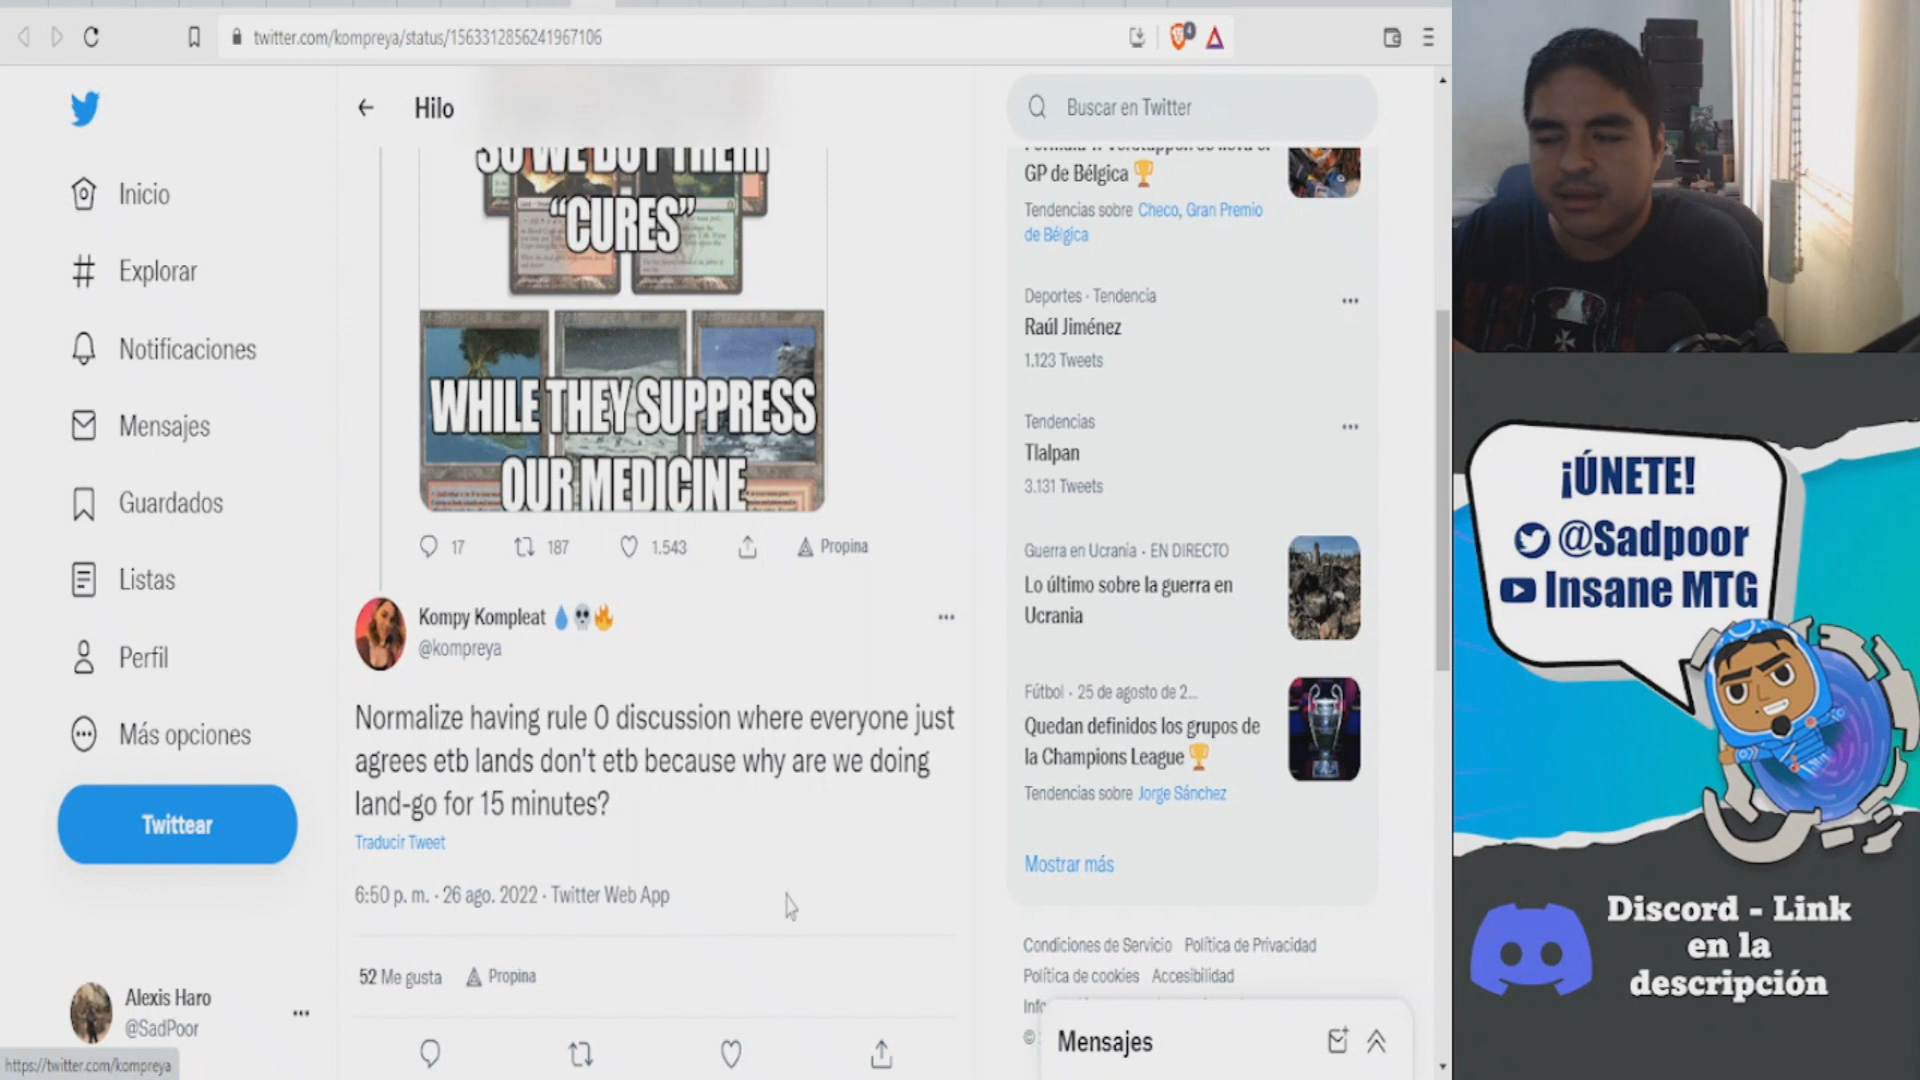 twitter.com/kompreya/status/1563312856241967106
4
Inicio
Explorar
Notificaciones
Mensajes
Guardados
Listas
Perfil
Más opciones
Twittear
Alexis Haro
@SadPoor
https://twitter.com/kompreya
Hilo
SO WE BUY THEM
"CURES"
WHILE THEY SUPPRESS
OUR MEDICINE
17
187
1.543
Propina
Kompy Kompleat 💧💀🔥
@kompreya
Normalize having rule 0 discussion where everyone just
agrees etb lands don't etb because why are we doing
land-go for 15 minutes?
Traducir Tweet
6:50 p. m. · 26 ago. 2022 · Twitter Web App
52 Me gusta
Propina
Buscar en Twitter
GP de Bélgica 🏆
Tendencias sobre Checo, Gran Premio
de Bélgica
Deportes · Tendencia
Raúl Jiménez
1.123 Tweets
Tendencias
Tlalpan
3.131 Tweets
Guerra en Ucrania · EN DIRECTO
Lo último sobre la guerra en
Ucrania
Fútbol · 25 de agosto de 2...
Quedan definidos los grupos de
la Champions League 🏆
Tendencias sobre Jorge Sánchez
Mostrar más
Condiciones de Servicio Política de Privacidad
Política de cookies Accesibilidad
©
Mensajes
¡ÚNETE!
@Sadpoor
Insane MTG
Discord - Link
en la
descripción